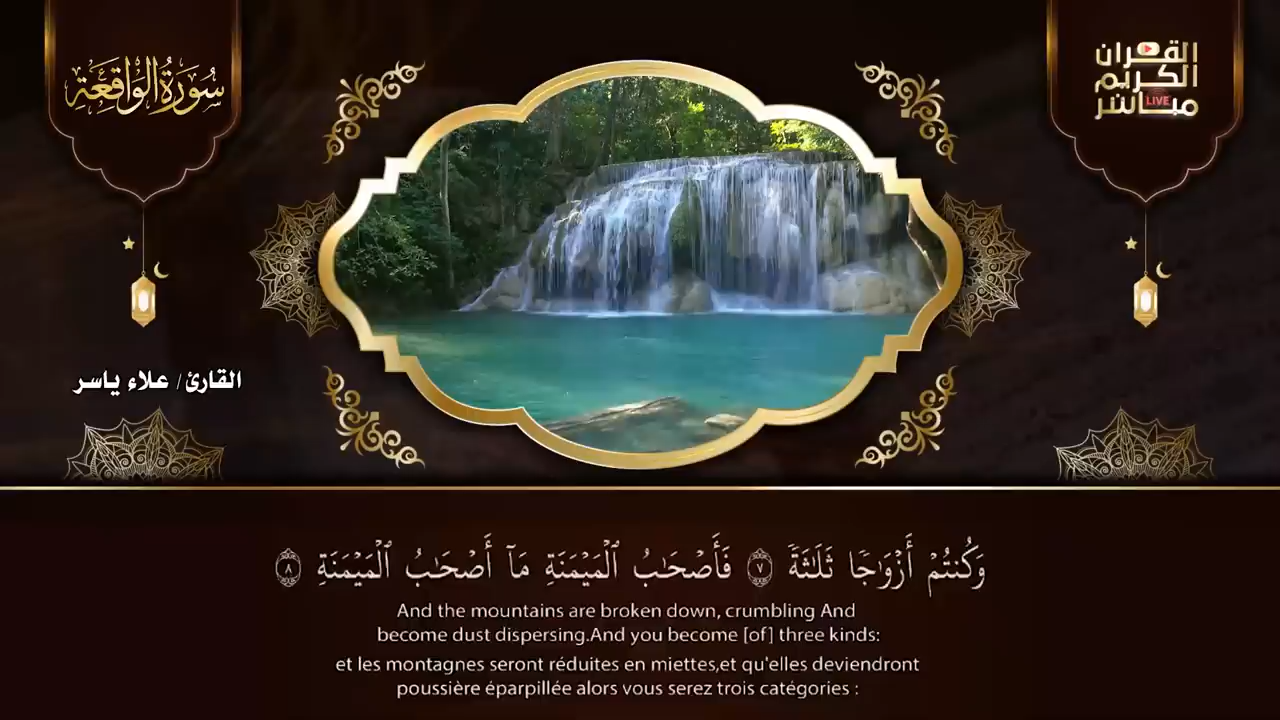 سُورَةُ الْوَاقِعَة
القرآن
الكريم
مباشر
LIVE
القارئ/ علاء ياسر
وَكُنتُمْ أَزْوَٰجًا ثَلَـٰثَةً ٧ فَأَصْحَـٰبُ ٱلْمَيْمَنَةِ مَآ أَصْحَـٰبُ ٱلْمَيْمَنَةِ ٨
And the mountains are broken down, crumbling And
become dust dispersing.And you become [of] three kinds:
et les montagnes seront réduites en miettes,et qu'elles deviendront
poussière éparpillée alors vous serez trois catégories :